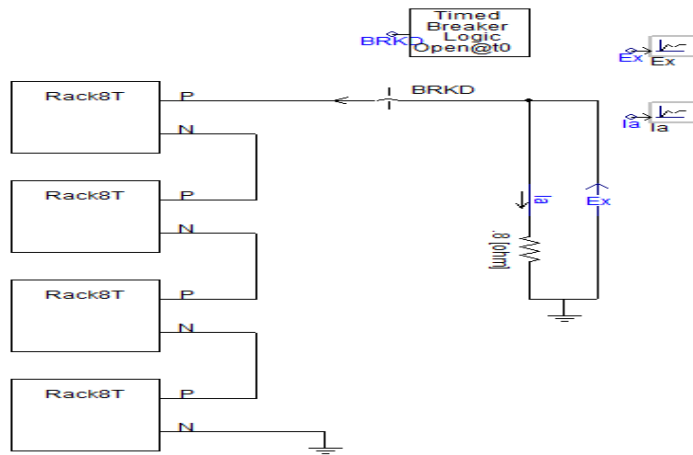 Timed
Breaker
Logic
Open@t0
BRKD
Ex
Ex
Ia
Ia
BRKD
Rack8T
P
N
Rack8T
P
N
Rack8T
P
N
Rack8T
P
N
Ia
Ex
.8 [ohm]